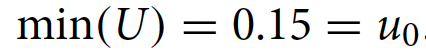 min(U) = 0.15 = u₀.